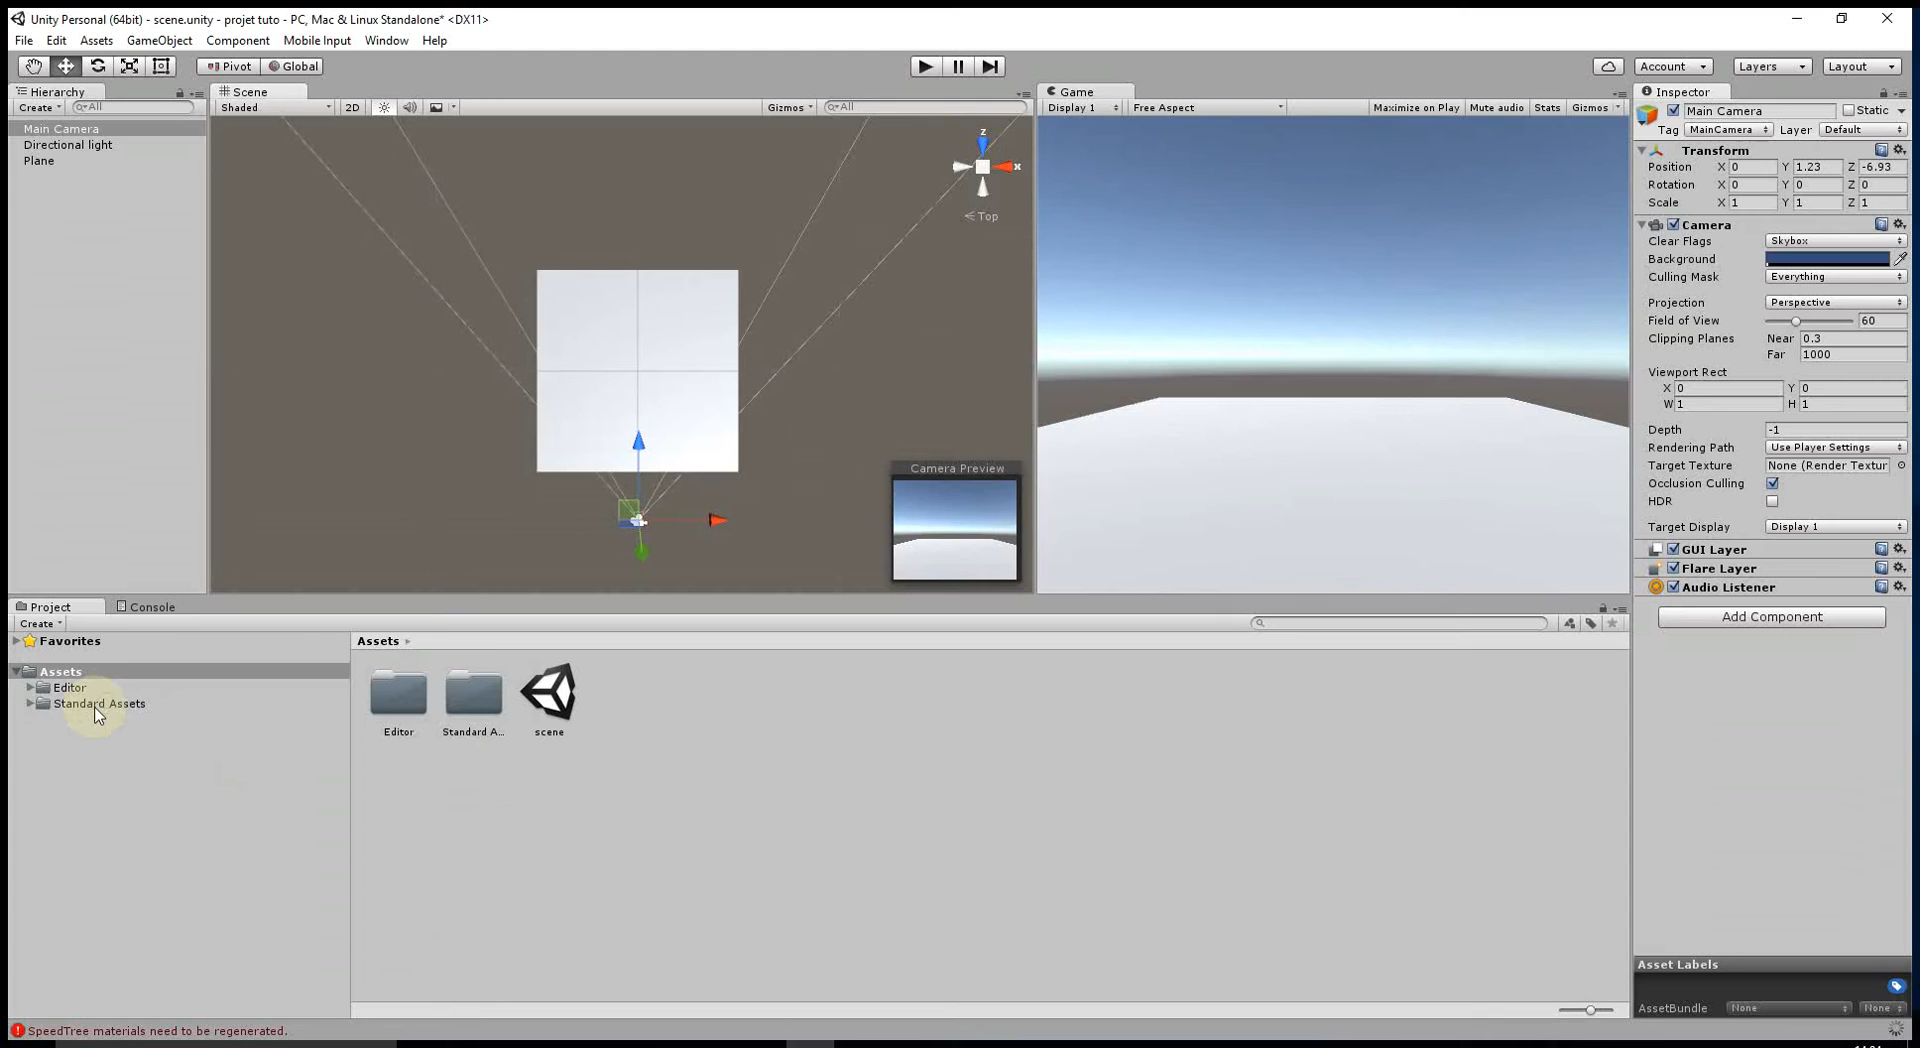 Unity Personal (64bit) - scene.unity - projet tuto - PC, Mac & Linux Standalone* <DX11>
File Edit Assets GameObject Component Mobile Input Window Help
Pivot Global Account Layers Layout
Hierarchy
Create All
Main Camera
Directional light
Plane
Scene
Shaded 2D Gizmos All
z
x
Top
Camera Preview
Game
Display 1 Free Aspect Maximize on Play Mute audio Stats Gizmos
Inspector
Main Camera Static
Tag MainCamera Layer Default
Transform
Position X 0 Y 1.23 Z -6.93
Rotation X 0 Y 0 Z 0
Scale X 1 Y 1 Z 1
Camera
Clear Flags Skybox
Background
Culling Mask Everything
Projection Perspective
Field of View 60
Clipping Planes Near 0.3
Far 1000
Viewport Rect
X 0 Y 0
W 1 H 1
Depth -1
Rendering Path Use Player Settings
Target Texture None (Render Textur
Occlusion Culling
HDR
Target Display Display 1
GUI Layer
Flare Layer
Audio Listener
Add Component
Project Console
Create
Favorites
Assets
Editor
Standard Assets
Assets
Editor Standard A... scene
Asset Labels
AssetBundle None None
SpeedTree materials need to be regenerated.